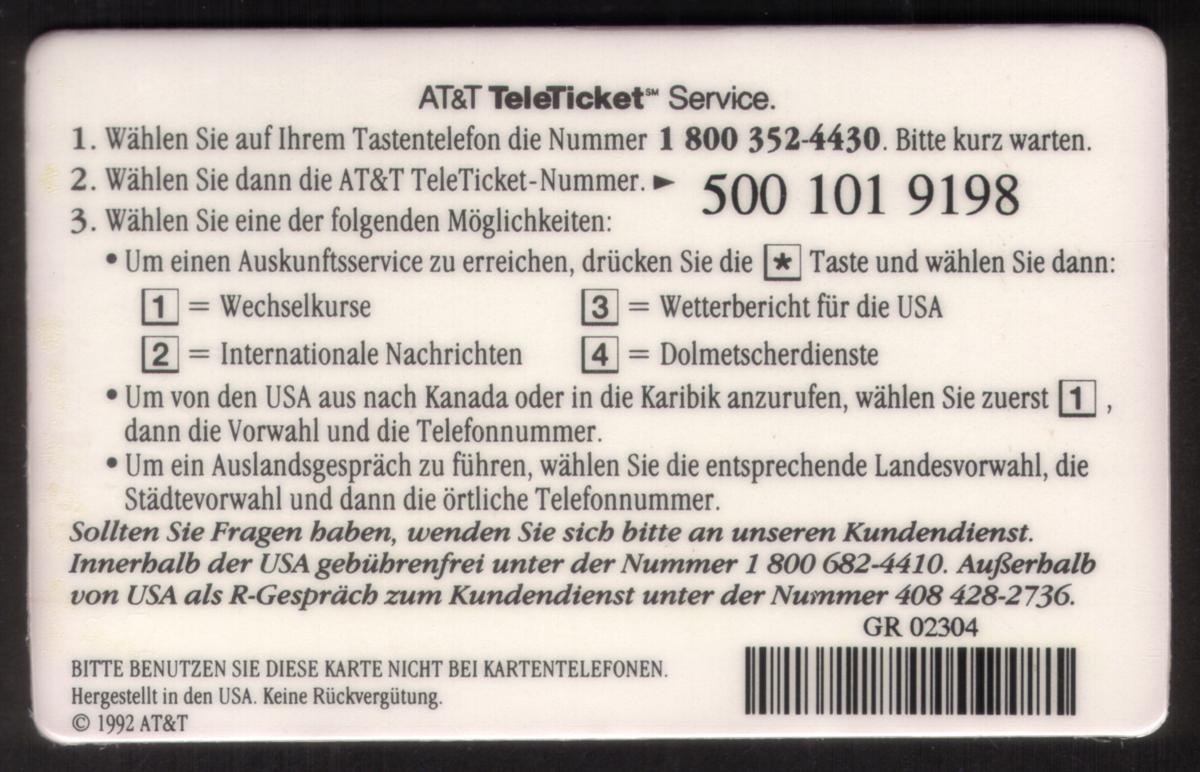 AT&T TeleTicket℠ Service.
1. Wählen Sie auf Ihrem Tastentelefon die Nummer 1 800 352-4430. Bitte kurz warten.
2. Wählen Sie dann die AT&T TeleTicket-Nummer. ► 500 101 9198
3. Wählen Sie eine der folgenden Möglichkeiten:
• Um einen Auskunftsservice zu erreichen, drücken Sie die * Taste und wählen Sie dann:
1 = Wechselkurse 3 = Wetterbericht für die USA
2 = Internationale Nachrichten 4 = Dolmetscherdienste
• Um von den USA aus nach Kanada oder in die Karibik anzurufen, wählen Sie zuerst 1 ,
dann die Vorwahl und die Telefonnummer.
• Um ein Auslandsgespräch zu führen, wählen Sie die entsprechende Landesvorwahl, die
Städtevorwahl und dann die örtliche Telefonnummer.
Sollten Sie Fragen haben, wenden Sie sich bitte an unseren Kundendienst.
Innerhalb der USA gebührenfrei unter der Nummer 1 800 682-4410. Außerhalb
von USA als R-Gespräch zum Kundendienst unter der Nummer 408 428-2736.
GR 02304
BITTE BENUTZEN SIE DIESE KARTE NICHT BEI KARTENTELEFONEN.
Hergestellt in den USA. Keine Rückvergütung.
© 1992 AT&T